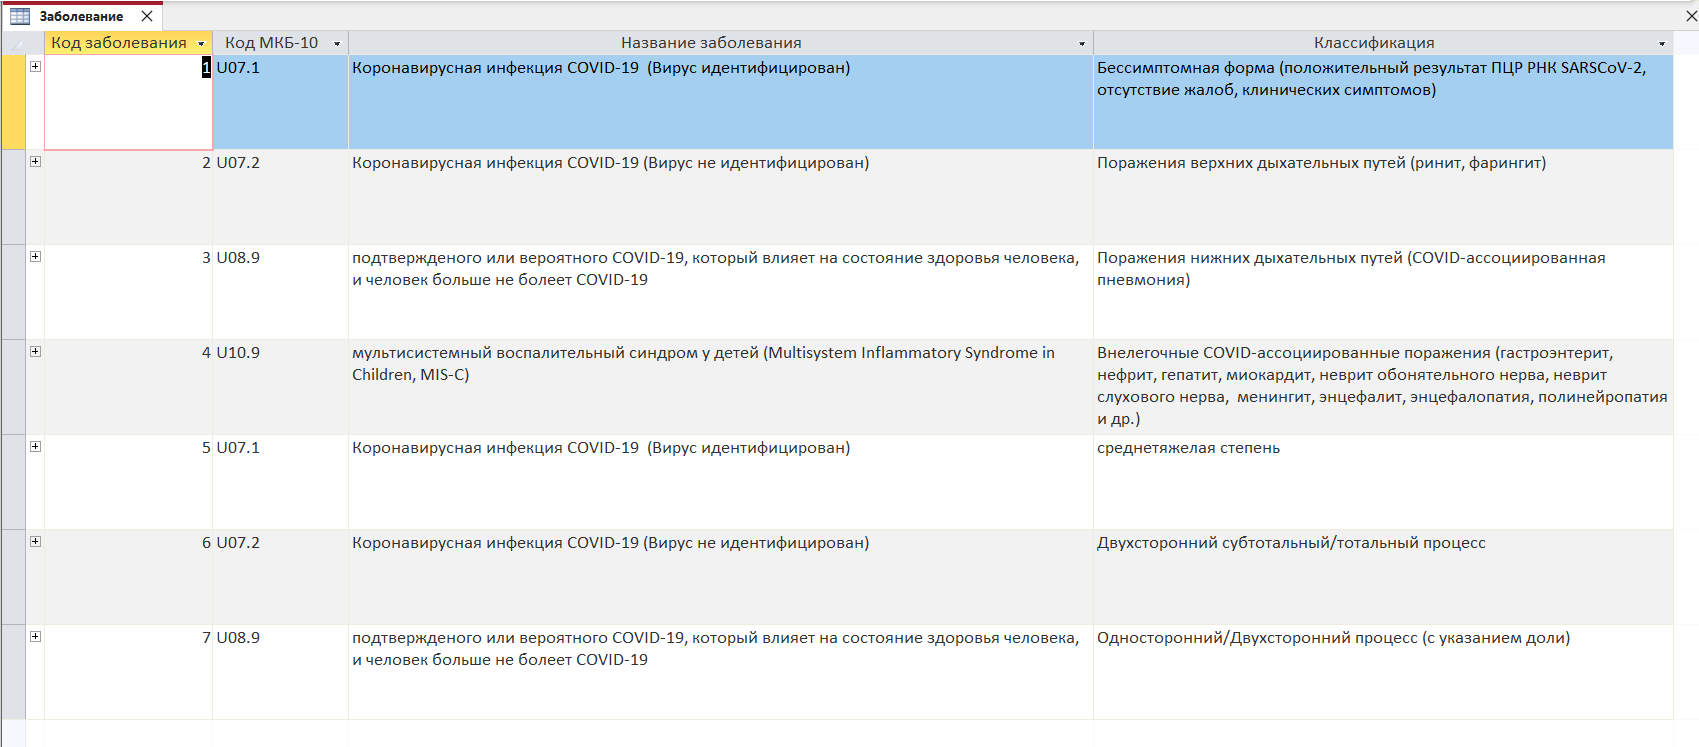 Заболевание
Код заболевания Код МКБ-10 Название заболевания Классификация
1 U07.1 Коронавирусная инфекция COVID-19  (Вирус идентифицирован) Бессимптомная форма (положительный результат ПЦР РНК SARSCoV-2,
отсутствие жалоб, клинических симптомов)
2 U07.2 Коронавирусная инфекция COVID-19 (Вирус не идентифицирован) Поражения верхних дыхательных путей (ринит, фарингит)
3 U08.9 подтвержденого или вероятного COVID-19, который влияет на состояние здоровья человека, Поражения нижних дыхательных путей (COVID-ассоциированная
и человек больше не болеет COVID-19 пневмония)
4 U10.9 мультисистемный воспалительный синдром у детей (Multisystem Inflammatory Syndrome in Внелегочные COVID-ассоциированные поражения (гастроэнтерит,
Children, MIS-C) нефрит, гепатит, миокардит, неврит обонятельного нерва, неврит
слухового нерва,  менингит, энцефалит, энцефалопатия, полинейропатия
и др.)
5 U07.1 Коронавирусная инфекция COVID-19  (Вирус идентифицирован) среднетяжелая степень
6 U07.2 Коронавирусная инфекция COVID-19 (Вирус не идентифицирован) Двухсторонний субтотальный/тотальный процесс
7 U08.9 подтвержденого или вероятного COVID-19, который влияет на состояние здоровья человека, Односторонний/Двухсторонний процесс (с указанием доли)
и человек больше не болеет COVID-19